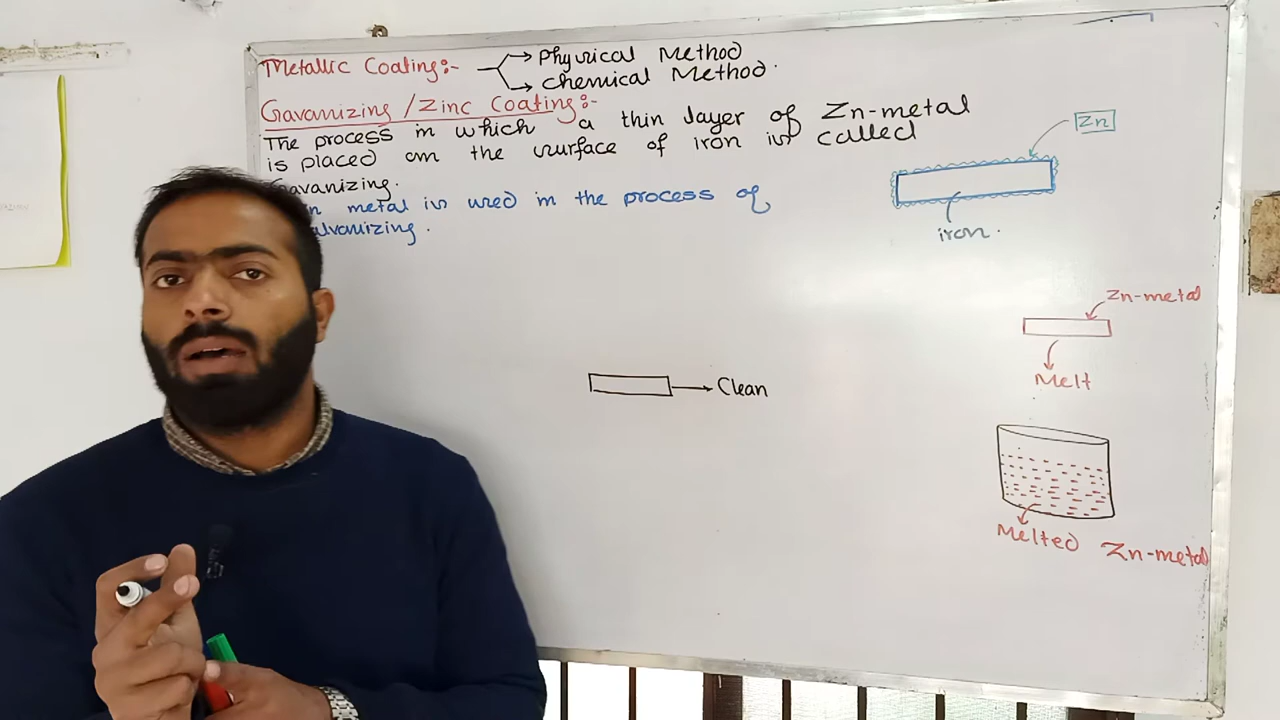 Metallic Coating:-
Physical Method
Chemical Method.
Gavanizing / Zinc Coating:-
The process in which a thin layer of Zn-metal
is placed on the surface of iron is called
Gavanizing.
metal is used in the process of
alvanizing.
Zn
iron.
Zn-metal
Melt
Clean
Melted Zn-metal